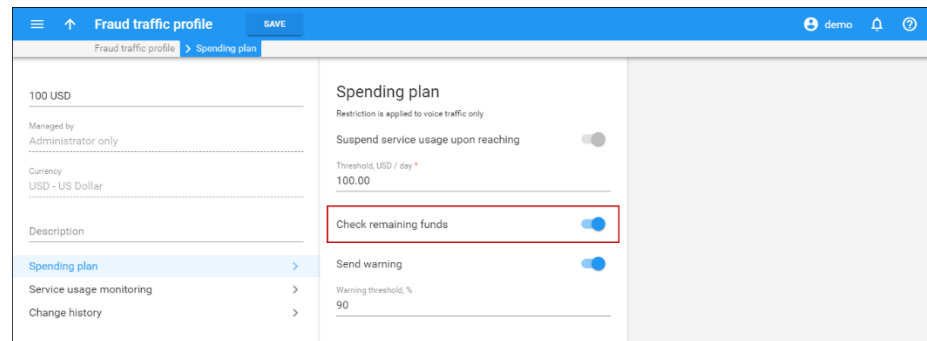 Fraud traffic profile
SAVE
demo
Fraud traffic profile
Spending plan
100 USD
Managed by
Administrator only
Currency
USD - US Dollar
Description
Spending plan
Service usage monitoring
Change history
Spending plan
Restriction is applied to voice traffic only
Suspend service usage upon reaching
Threshold, USD / day *
100.00
Check remaining funds
Send warning
Warning threshold, %
90